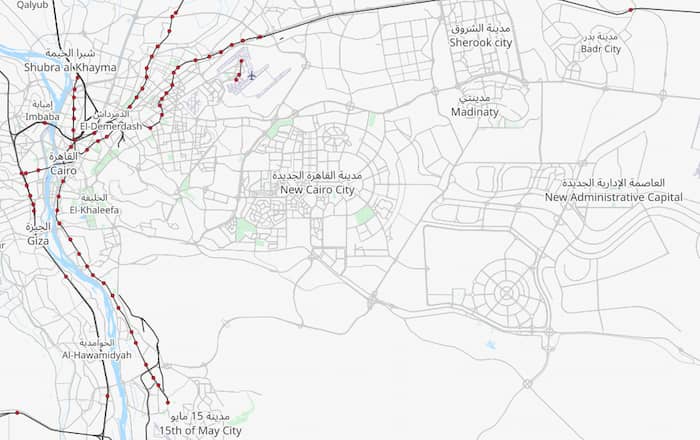 Qalyub
شبرا الخيمة
Shubra al-Khayma
إمبابة
Imbaba
الدمرداش
El-Demerdash
القاهرة
Cairo
الخليفة
El-Khaleefa
الجيزة
Giza
الحوامدية
Al-Hawamidyah
مدينة 15 مايو
15th of May City
مدينة القاهرة الجديدة
New Cairo City
مدينة الشروق
Sherook city
مدينتي
Madinaty
مدينة بدر
Badr City
العاصمة الإدارية الجديدة
New Administrative Capital